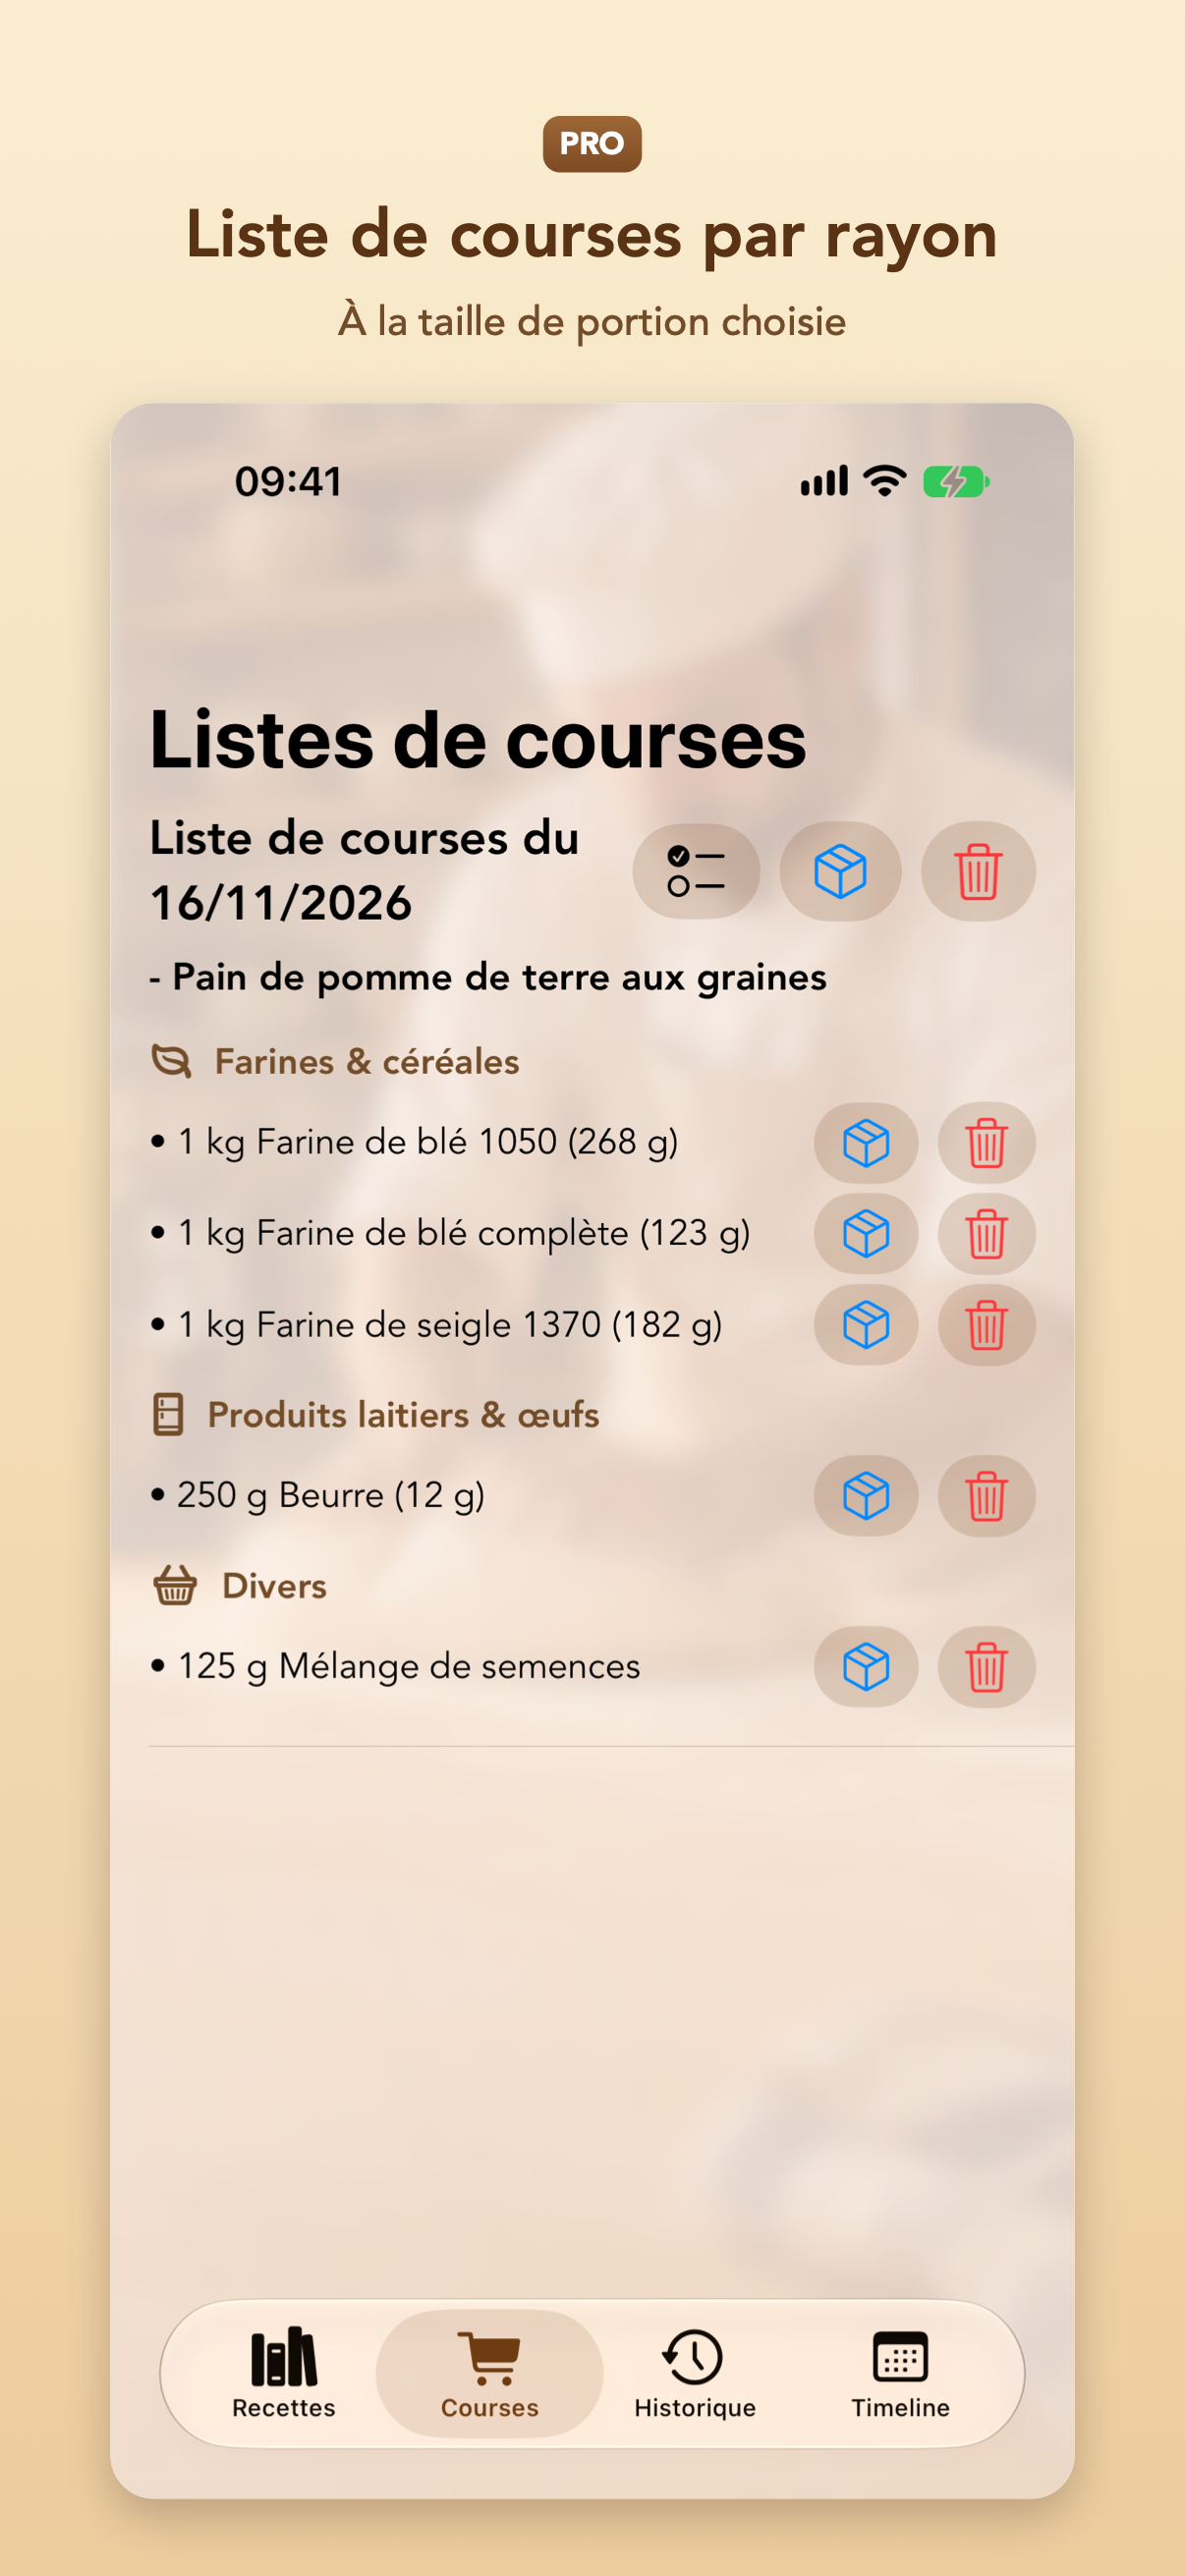 PRO
Liste de courses par rayon
À la taille de portion choisie
09:41
Listes de courses
Liste de courses du
16/11/2026
- Pain de pomme de terre aux graines
Farines & céréales
• 1 kg Farine de blé 1050 (268 g)
• 1 kg Farine de blé complète (123 g)
• 1 kg Farine de seigle 1370 (182 g)
Produits laitiers & œufs
• 250 g Beurre (12 g)
Divers
• 125 g Mélange de semences
Recettes
Courses
Historique
Timeline